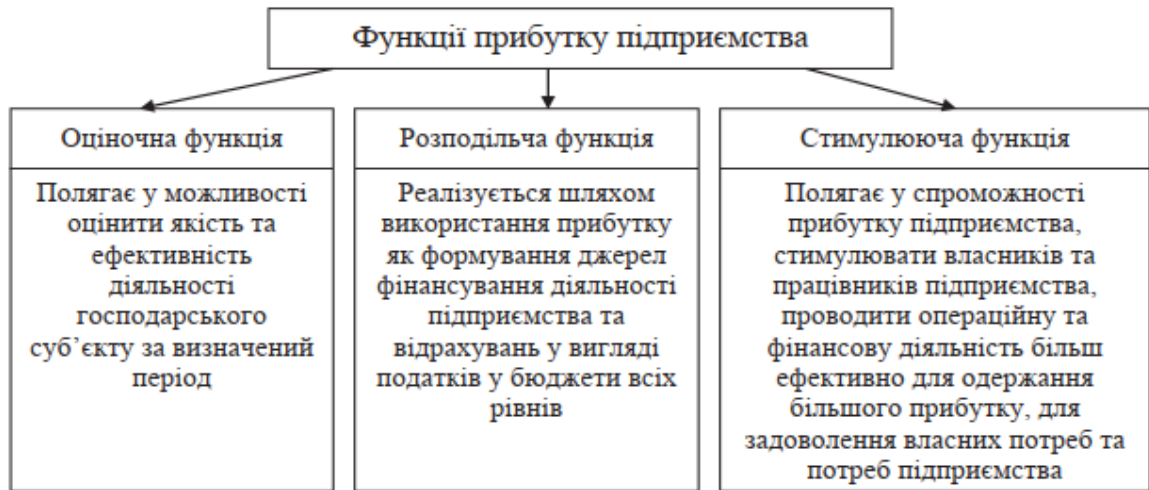 Функції прибутку підприємства
Оціночна функція
Полягає у можливості
оцінити якість та
ефективність
діяльності
господарського
суб’єкту за визначений
період
Розподільча функція
Реалізується шляхом
використання прибутку
як формування джерел
фінансування діяльності
підприємства та
відрахувань у вигляді
податків у бюджети всіх
рівнів
Стимулююча функція
Полягає у спроможності
прибутку підприємства,
стимулювати власників та
працівників підприємства,
проводити операційну та
фінансову діяльність більш
ефективно для одержання
більшого прибутку, для
задоволення власних потреб та
потреб підприємства